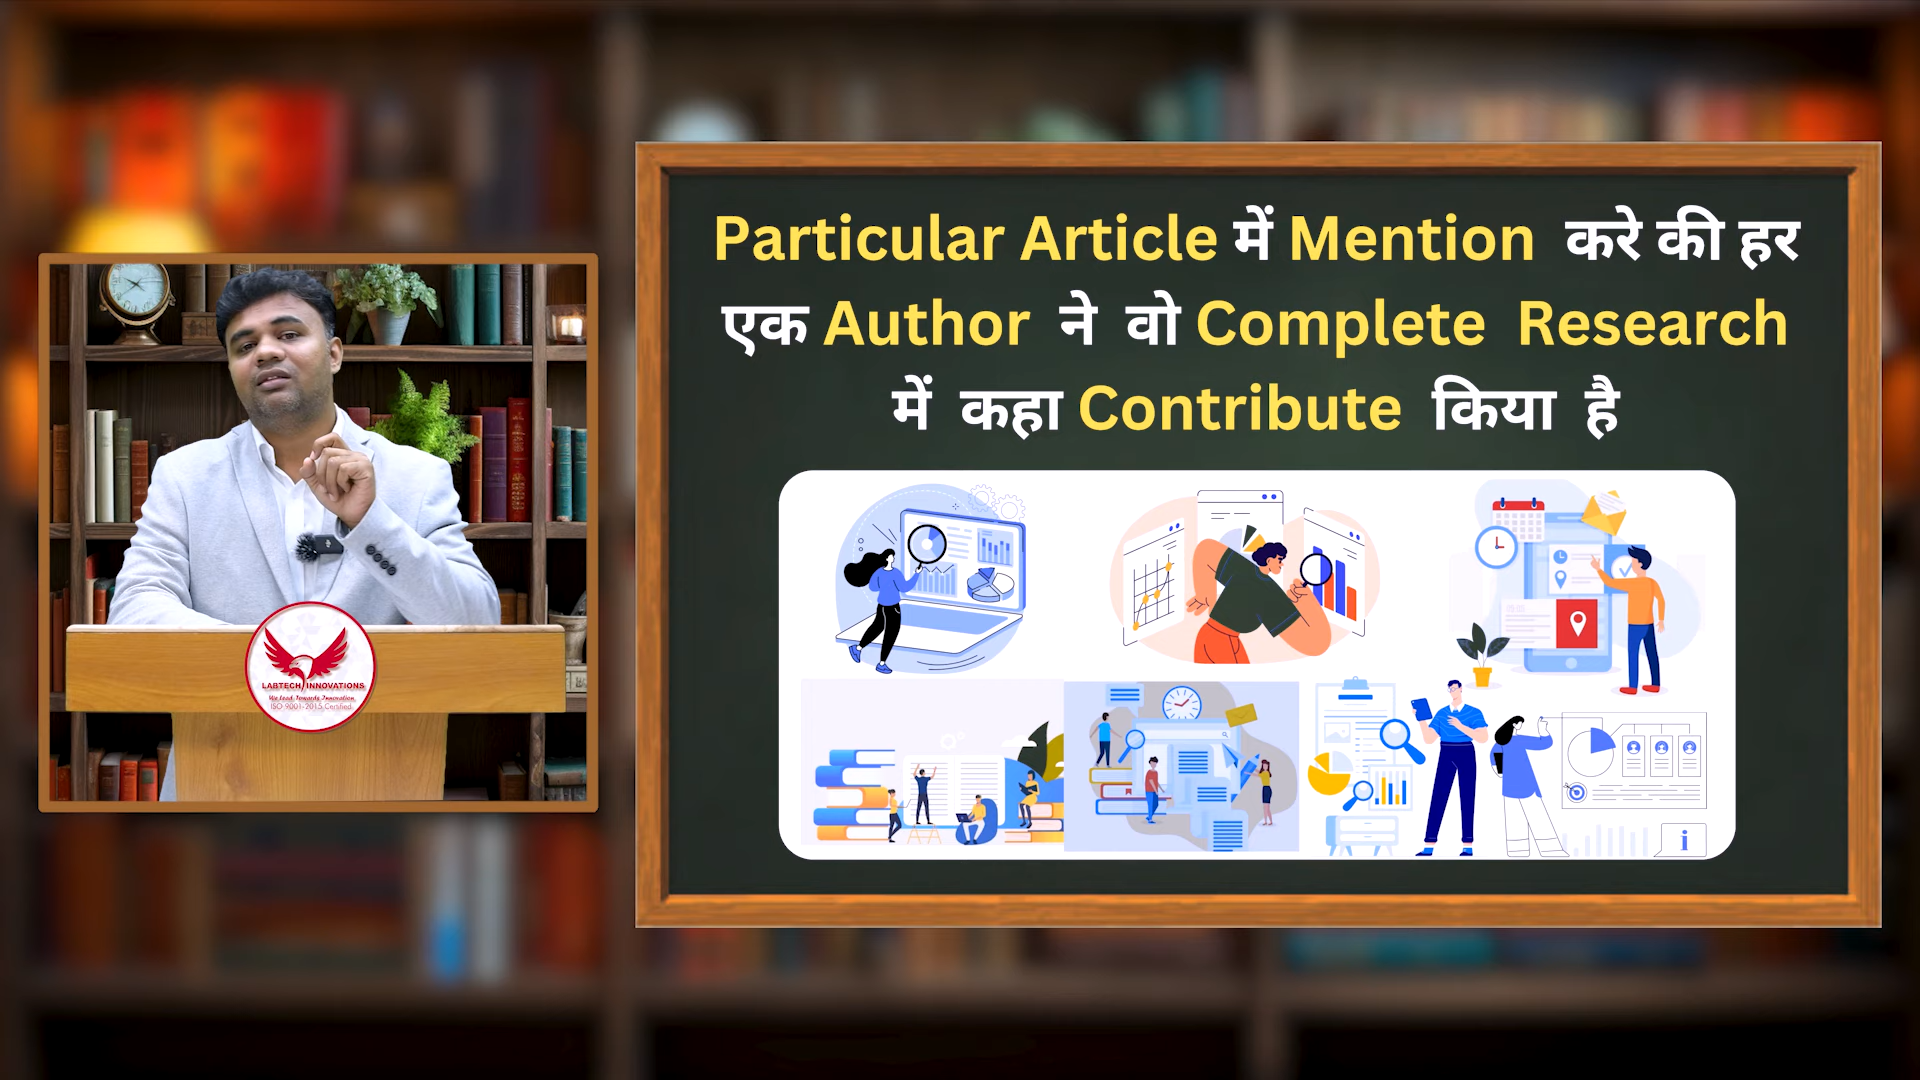 Particular Article में Mention करे की हर
एक Author ने वो Complete Research
में कहा Contribute किया है
LABTECH INNOVATIONS
We Lead Towards Innovation
ISO 9001-2015 Certified